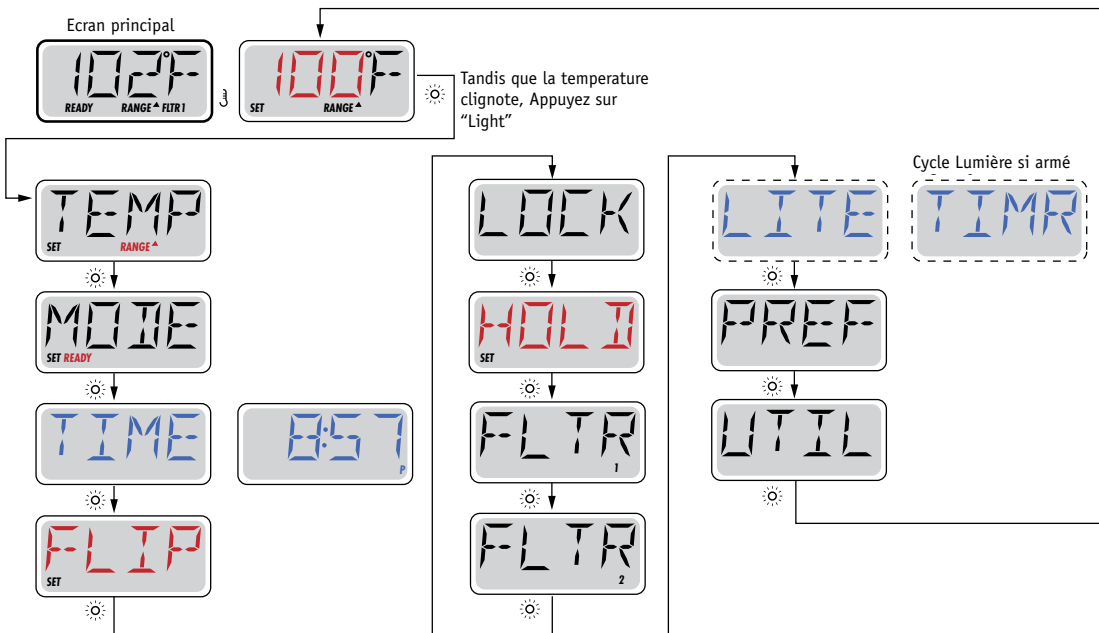 Ecran principal
102°F
READY RANGE FLTR 1
100°F
SET RANGE
Tandis que la temperature
clignote, Appuyez sur
“Light”
TEMP
SET RANGE
MODE
SET READY
TIME
8:57
P
FLIP
SET
LOCK
HOLD
SET
FLTR
1
FLTR
2
Cycle Lumière si armé
LITE
TIMR
PREF
UTIL